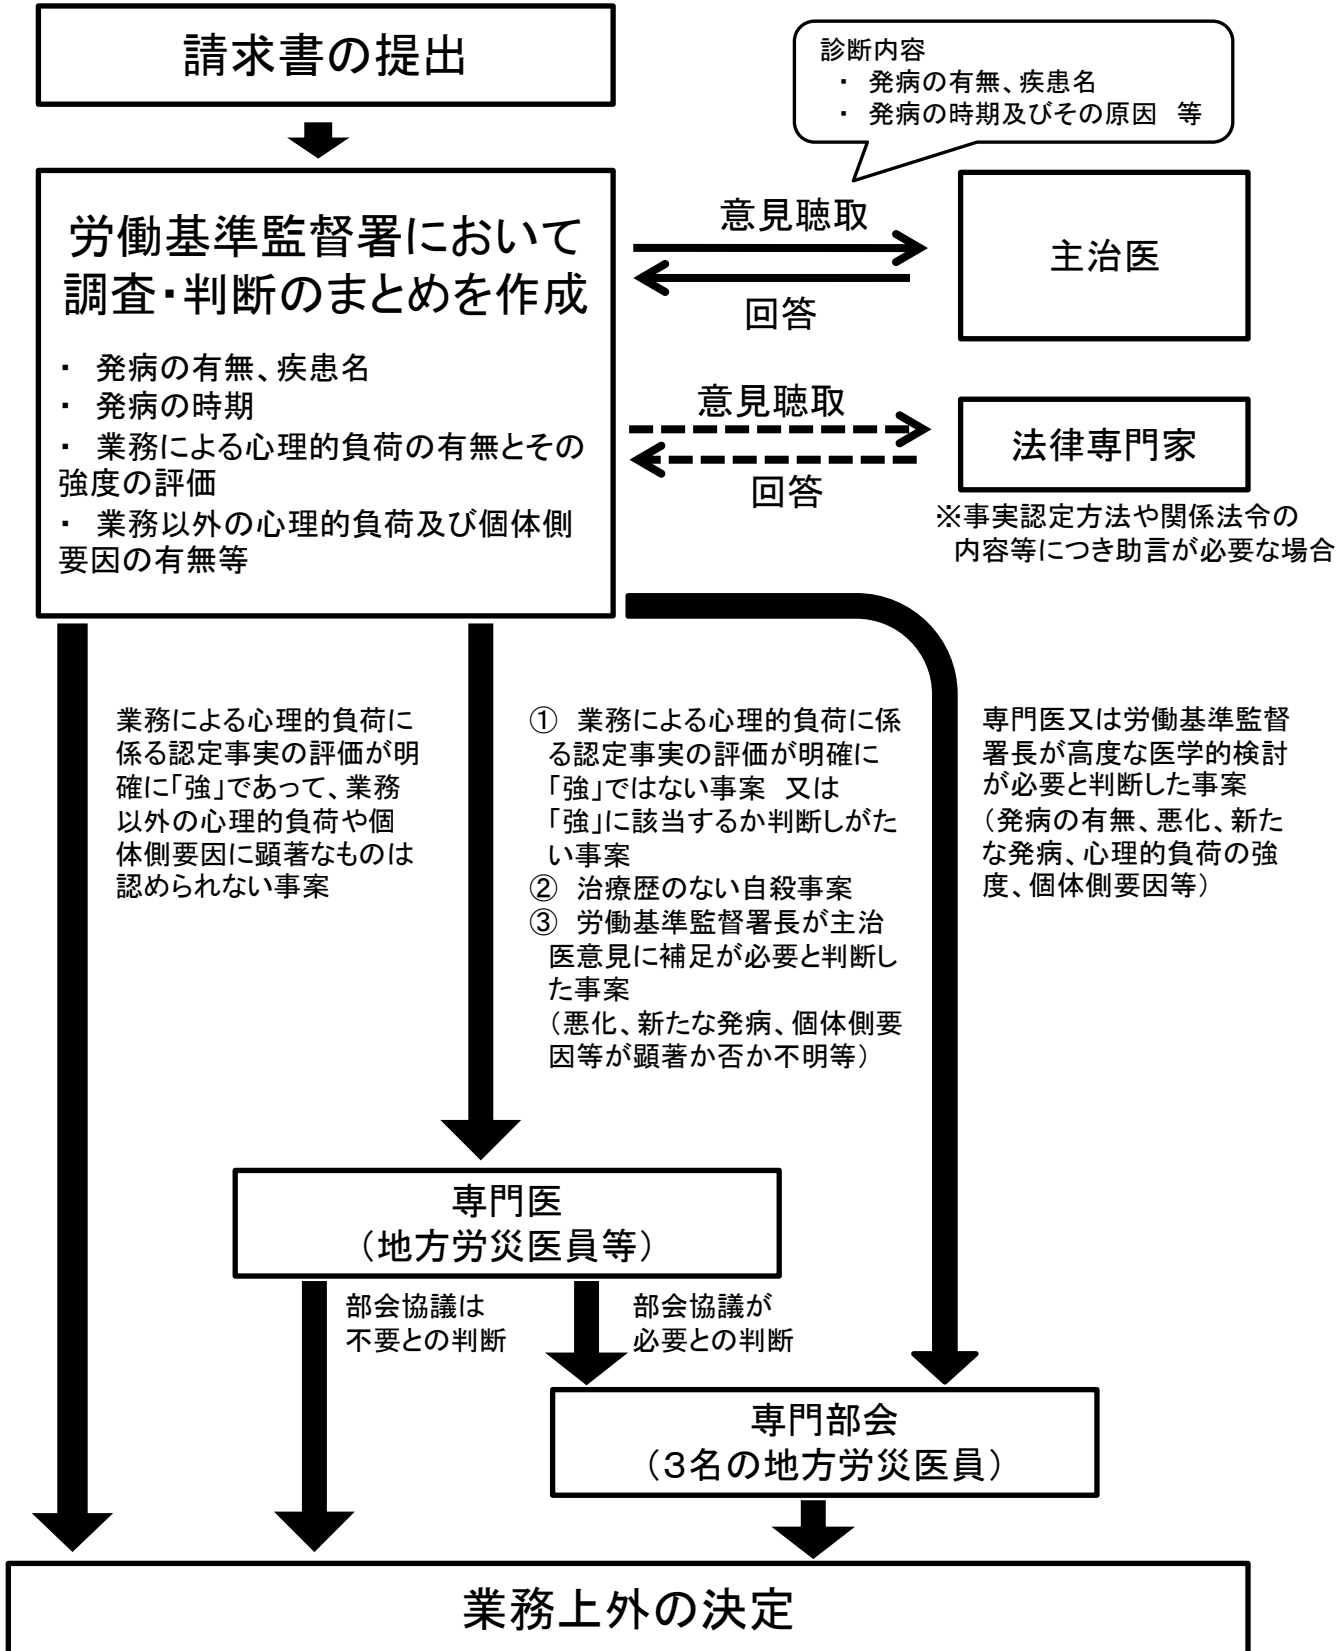 請求書の提出
診断内容
・ 発病の有無、疾患名
・ 発病の時期及びその原因 等
労働基準監督署において
調査・判断のまとめを作成
・ 発病の有無、疾患名
・ 発病の時期
・ 業務による心理的負荷の有無とその
強度の評価
・ 業務以外の心理的負荷及び個体側
要因の有無等
意見聴取
回答
主治医
意見聴取
回答
法律専門家
※事実認定方法や関係法令の
内容等につき助言が必要な場合
業務による心理的負荷に
係る認定事実の評価が明
確に「強」であって、業務
以外の心理的負荷や個
体側要因に顕著なものは
認められない事案
① 業務による心理的負荷に係
る認定事実の評価が明確に
「強」ではない事案 又は
「強」に該当するか判断しがた
い事案
② 治療歴のない自殺事案
③ 労働基準監督署長が主治
医意見に補足が必要と判断し
た事案
（悪化、新たな発病、個体側要
因等が顕著か否か不明等）
専門医又は労働基準監督
署長が高度な医学的検討
が必要と判断した事案
（発病の有無、悪化、新た
な発病、心理的負荷の強
度、個体側要因等）
専門医
（地方労災医員等）
部会協議は
不要との判断
部会協議が
必要との判断
専門部会
（３名の地方労災医員）
業務上外の決定